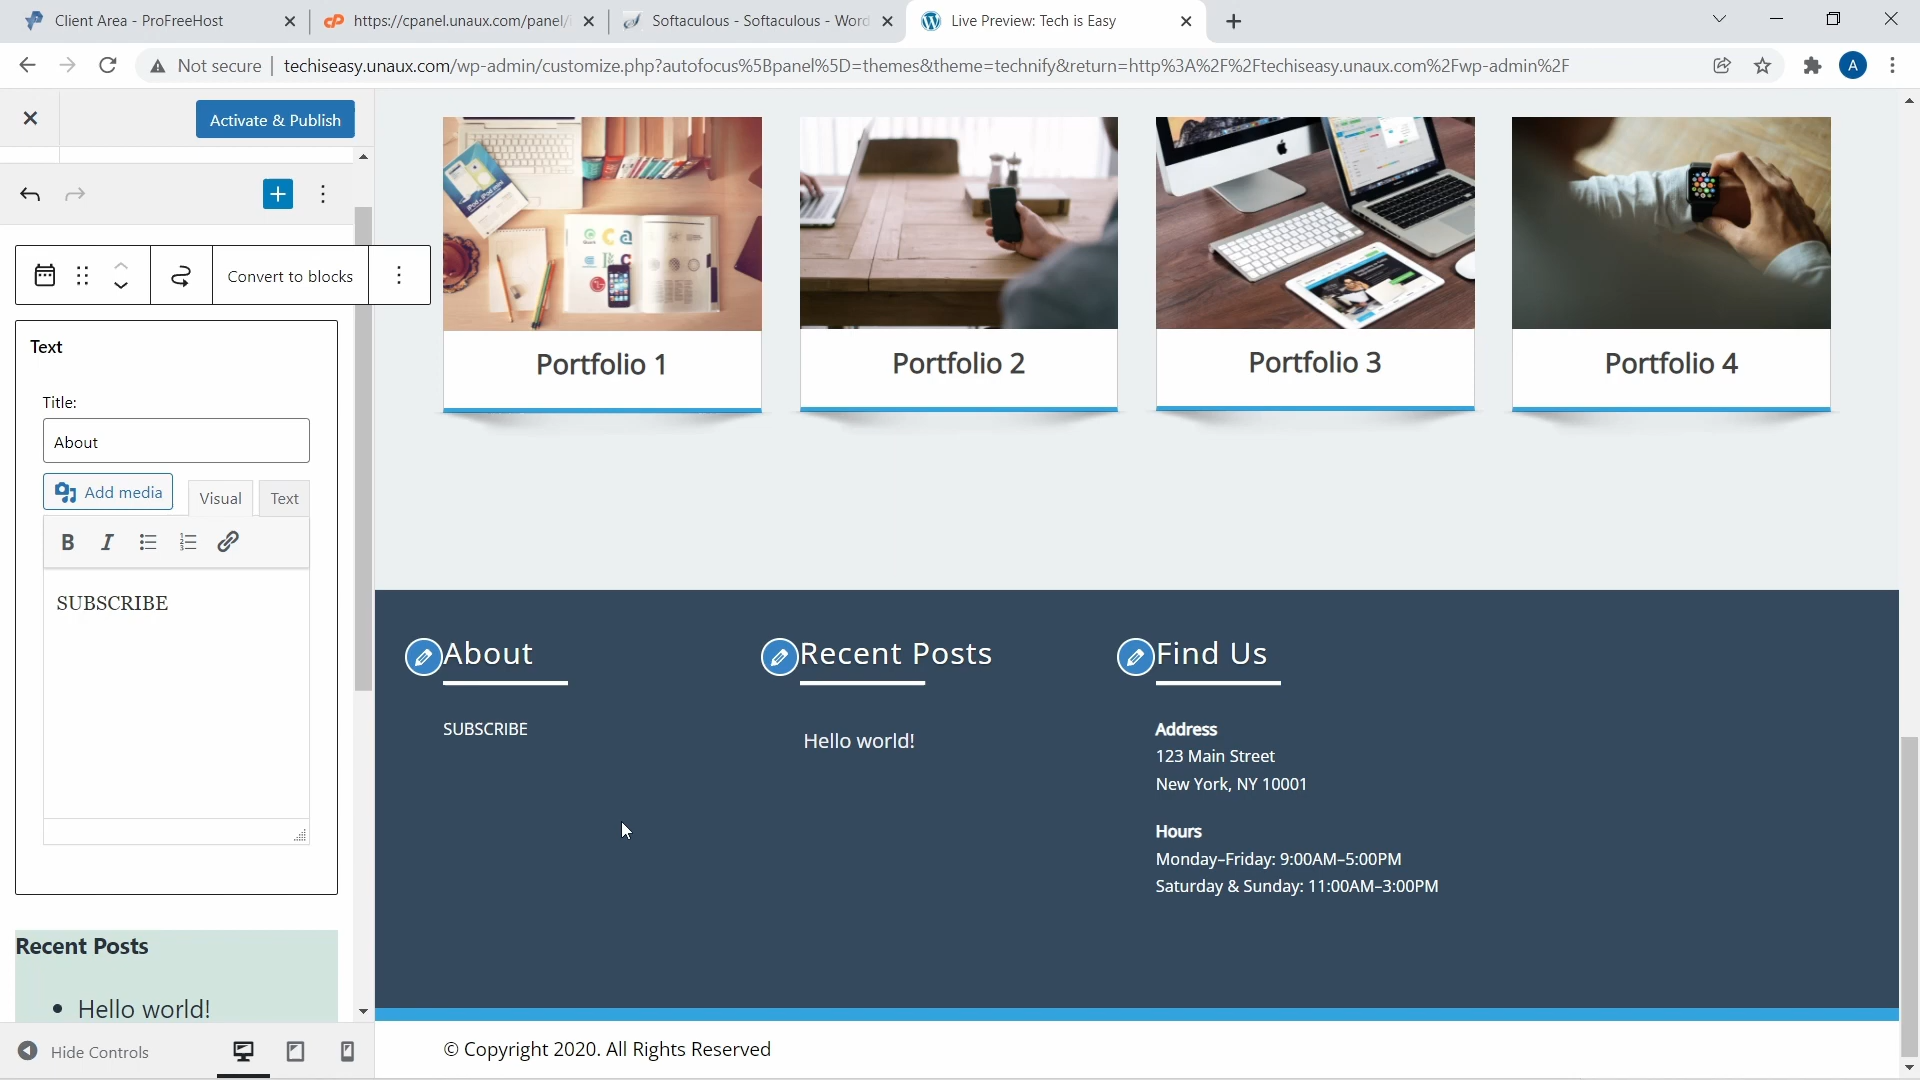 Client Area - ProFreeHost
https://cpanel.unaux.com/panel/
Softaculous - Softaculous - Word
Live Preview: Tech is Easy
Not secure
techiseasy.unaux.com/wp-admin/customize.php?autofocus%5Bpanel%5D=themes&theme=technify&return=http%3A%2F%2Ftechiseasy.unaux.com%2Fwp-admin%2F
A
Activate & Publish
Convert to blocks
Text
Title:
About
Add media
Visual
Text
B I
SUBSCRIBE
Recent Posts
Hello world!
Hide Controls
Portfolio 1
Portfolio 2
Portfolio 3
Portfolio 4
About
SUBSCRIBE
Recent Posts
Hello world!
Find Us
Address
123 Main Street
New York, NY 10001
Hours
Monday–Friday: 9:00AM–5:00PM
Saturday & Sunday: 11:00AM–3:00PM
© Copyright 2020. All Rights Reserved